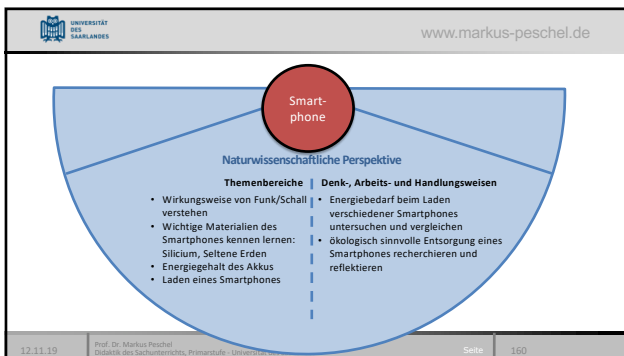 UNIVERSITÄT
DES
SAARLANDES
www.markus-peschel.de
Smart-
phone
Naturwissenschaftliche Perspektive
Themenbereiche
• Wirkungsweise von Funk/Schall
verstehen
• Wichtige Materialien des
Smartphones kennen lernen:
Silicium, Seltene Erden
• Energiegehalt des Akkus
• Laden eines Smartphones
Denk-, Arbeits- und Handlungsweisen
• Energiebedarf beim Laden
verschiedener Smartphones
untersuchen und vergleichen
• ökologisch sinnvolle Entsorgung eines
Smartphones recherchieren und
reflektieren
12.11.19
Prof. Dr. Markus Peschel
Didaktik des Sachunterrichts, Primarstufe - Universität
Seite 160